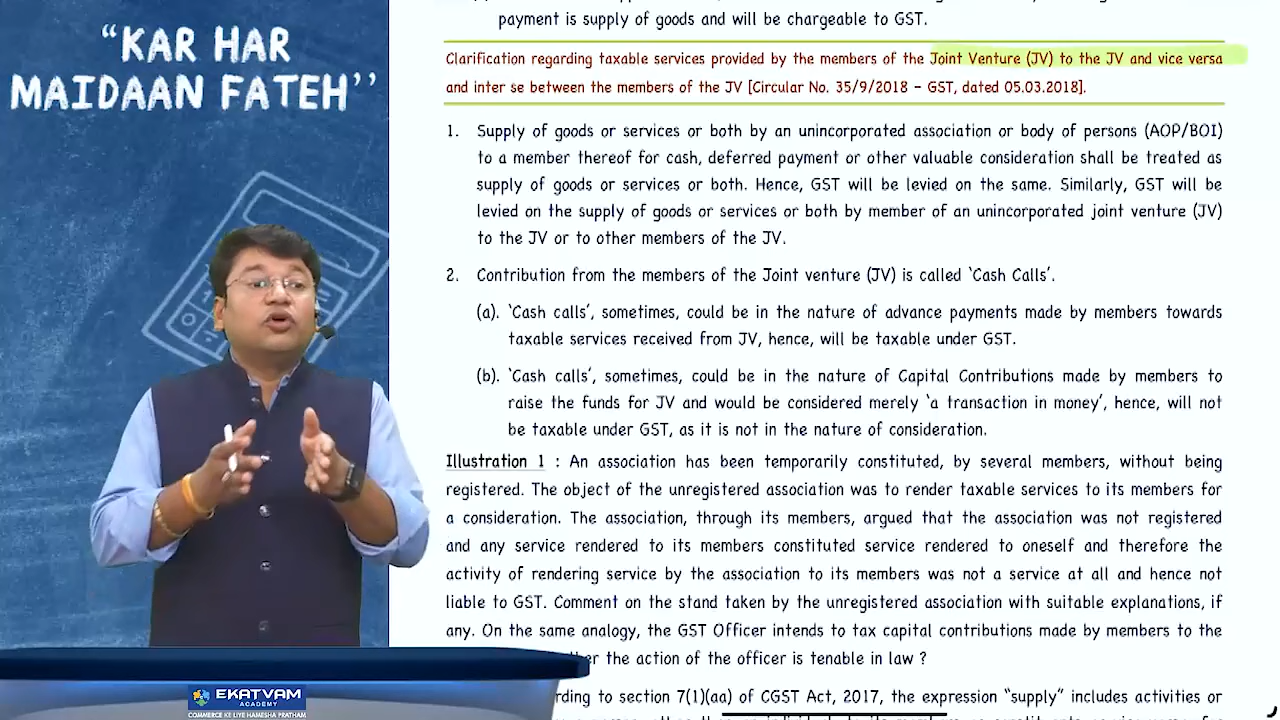 “KAR HAR
MAIDAAN FATEH’’
payment is supply of goods and will be chargeable to GST.
Clarification regarding taxable services provided by the members of the Joint Venture (JV) to the JV and vice versa
and inter se between the members of the JV [Circular No. 35/9/2018 – GST, dated 05.03.2018].
1. Supply of goods or services or both by an unincorporated association or body of persons (AOP/BOI)
to a member thereof for cash, deferred payment or other valuable consideration shall be treated as
supply of goods or services or both. Hence, GST will be levied on the same. Similarly, GST will be
levied on the supply of goods or services or both by member of an unincorporated joint venture (JV)
to the JV or to other members of the JV.
2. Contribution from the members of the Joint venture (JV) is called ‘Cash Calls’.
(a). ‘Cash calls’, sometimes, could be in the nature of advance payments made by members towards
taxable services received from JV, hence, will be taxable under GST.
(b). ‘Cash calls’, sometimes, could be in the nature of Capital Contributions made by members to
raise the funds for JV and would be considered merely ‘a transaction in money’, hence, will not
be taxable under GST, as it is not in the nature of consideration.
Illustration 1 : An association has been temporarily constituted, by several members, without being
registered. The object of the unregistered association was to render taxable services to its members for
a consideration. The association, through its members, argued that the association was not registered
and any service rendered to its members constituted service rendered to oneself and therefore the
activity of rendering service by the association to its members was not a service at all and hence not
liable to GST. Comment on the stand taken by the unregistered association with suitable explanations, if
any. On the same analogy, the GST Officer intends to tax capital contributions made by members to the
the action of the officer is tenable in law ?
section 7(1)(aa) of CGST Act, 2017, the expression “supply” includes activities or
EKATVAM
ACADEMY
COMMERCE KE LIYE HAMESHA PRATHAM